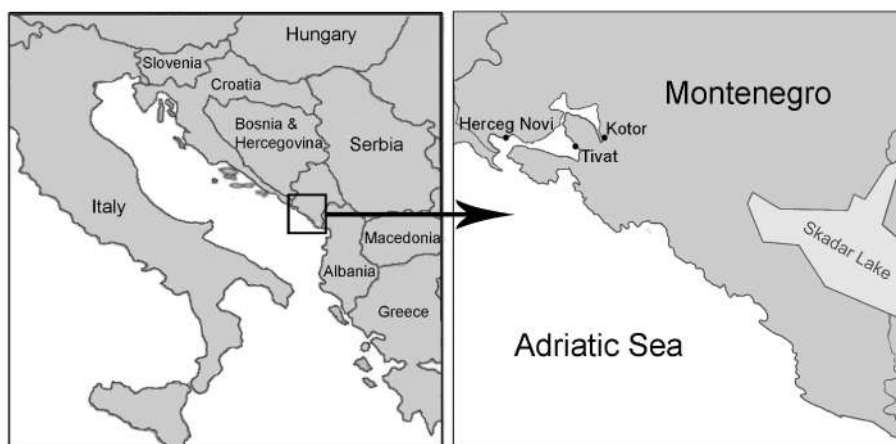 Hungary
Slovenia
Croatia
Bosnia &
Hercegovina
Serbia
Italy
Macedonia
Albania
Greece
Montenegro
Herceg Novi
Kotor
Tivat
Skadar Lake
Adriatic Sea